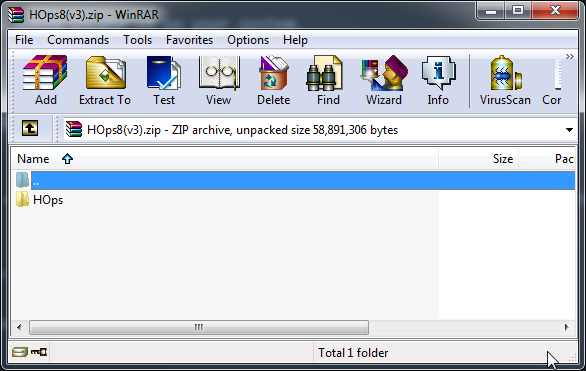 HOps8(v3).zip - WinRAR
File Commands Tools Favorites Options Help
Add Extract To Test View Delete Find Wizard Info VirusScan Cor
»
HOps8(v3).zip - ZIP archive, unpacked size 58,891,306 bytes
Name Size Pac
..
HOps
Total 1 folder